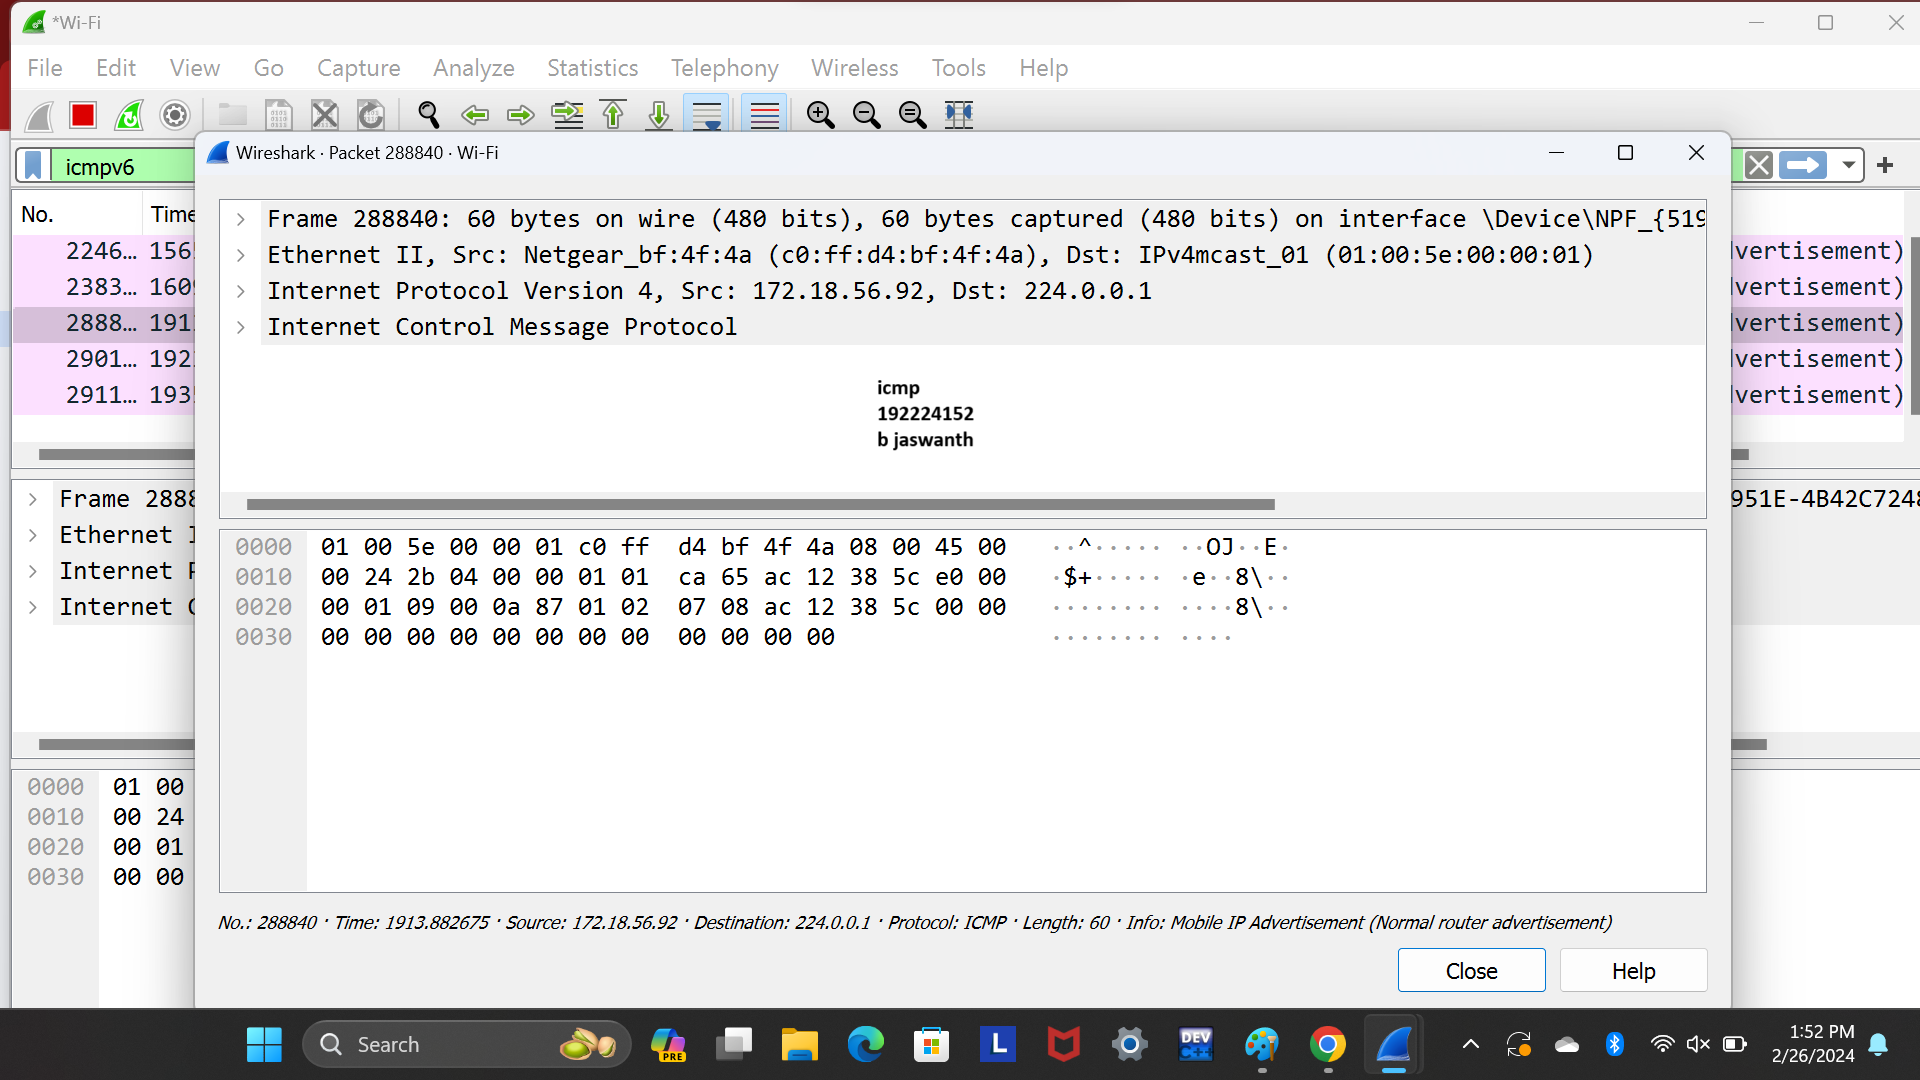 *Wi-Fi
File Edit View Go Capture Analyze Statistics Telephony Wireless Tools Help
icmpv6
Wireshark · Packet 288840 · Wi-Fi
No. Time
2246... 156
2383... 160
2888... 191
2901... 192
2911... 193
vertisement)
vertisement)
vertisement)
vertisement)
vertisement)
Frame 288840: 60 bytes on wire (480 bits), 60 bytes captured (480 bits) on interface \Device\NPF_{519
Ethernet II, Src: Netgear_bf:4f:4a (c0:ff:d4:bf:4f:4a), Dst: IPv4mcast_01 (01:00:5e:00:00:01)
Internet Protocol Version 4, Src: 172.18.56.92, Dst: 224.0.0.1
Internet Control Message Protocol
icmp
192224152
b jaswanth
Frame 288
Ethernet
Internet
Internet
951E-4B42C724
0000 01 00 5e 00 00 01 c0 ff d4 bf 4f 4a 08 00 45 00 ··^····· ··OJ··E·
0010 00 24 2b 04 00 00 01 01 ca 65 ac 12 38 5c e0 00 ·$+····· ·e··8\··
0020 00 01 09 00 0a 87 01 02 07 08 ac 12 38 5c 00 00 ········ ····8\··
0030 00 00 00 00 00 00 00 00 00 00 00 00 ········ ····
0000 01 00
0010 00 24
0020 00 01
0030 00 00
No.: 288840 · Time: 1913.882675 · Source: 172.18.56.92 · Destination: 224.0.0.1 · Protocol: ICMP · Length: 60 · Info: Mobile IP Advertisement (Normal router advertisement)
Close Help
Search
PRE
L
DEV
C++
1:52 PM
2/26/2024